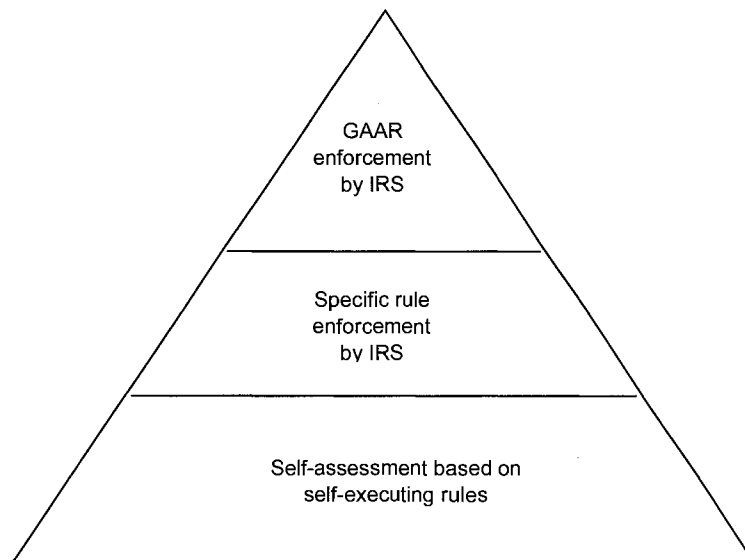 GAAR
enforcement
by IRS
Specific rule
enforcement
by IRS
Self-assessment based on
self-executing rules